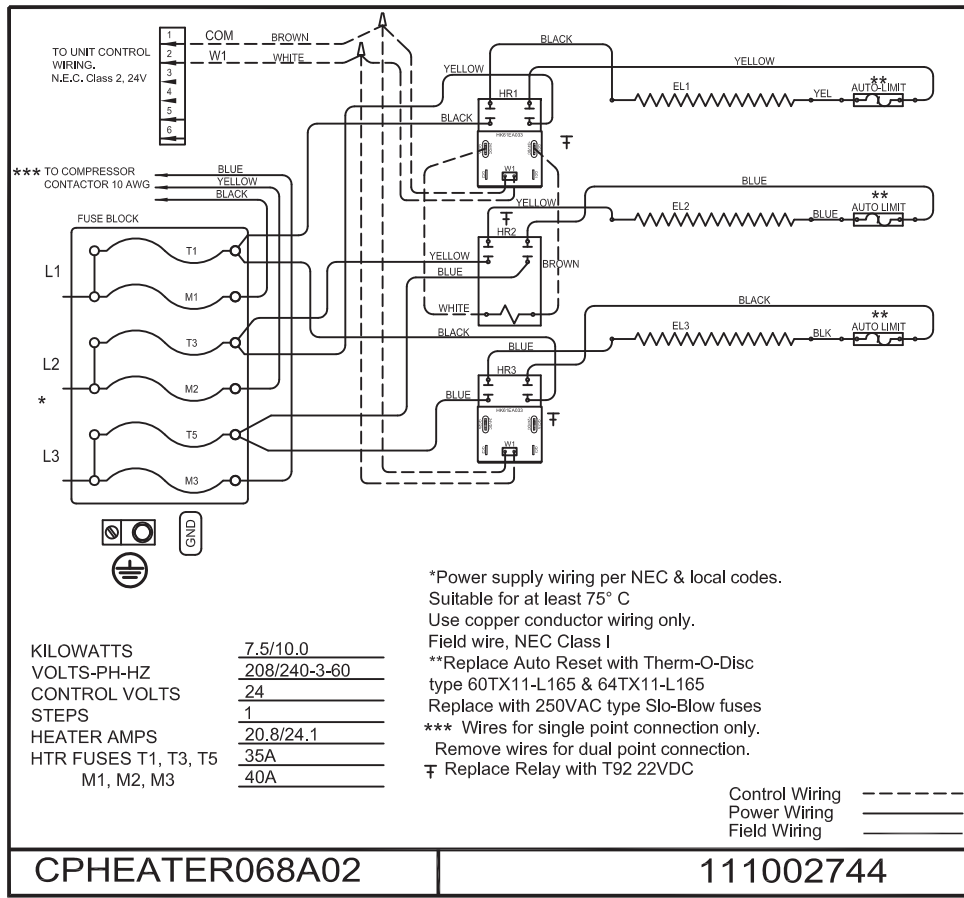 1 COM BROWN
2 W1 WHITE
3
4
5
6
TO UNIT CONTROL
WIRING.
N.E.C. Class 2, 24V
*** TO COMPRESSOR
CONTACTOR 10 AWG
BLUE
YELLOW
BLACK
FUSE BLOCK
L1
T1
M1
L2
*
T3
M2
L3
T5
M3
GND
BLACK
YELLOW
YELLOW
BLACK
HR1
HK61EA033
W1
EL1
YEL
**
AUTO-LIMIT
Ŧ
BLUE
YELLOW
Ŧ
HR2
YELLOW
BLUE
BROWN
WHITE
EL2
BLUE
**
AUTO LIMIT
BLACK
BLACK
BLUE
HR3
BLUE
HK61EA033
W1
Ŧ
EL3
BLK
**
AUTO LIMIT
KILOWATTS 7.5/10.0
VOLTS-PH-HZ 208/240-3-60
CONTROL VOLTS 24
STEPS 1
HEATER AMPS 20.8/24.1
HTR FUSES T1, T3, T5 35A
M1, M2, M3 40A
*Power supply wiring per NEC & local codes.
Suitable for at least 75° C
Use copper conductor wiring only.
Field wire, NEC Class I
**Replace Auto Reset with Therm-O-Disc
type 60TX11-L165 & 64TX11-L165
Replace with 250VAC type Slo-Blow fuses
*** Wires for single point connection only.
Remove wires for dual point connection.
Ŧ Replace Relay with T92 22VDC
Control Wiring
Power Wiring
Field Wiring
CPHEATER068A02
111002744